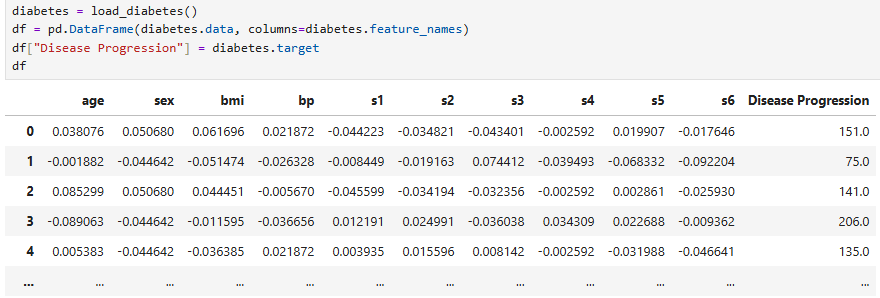 diabetes = load_diabetes()
df = pd.DataFrame(diabetes.data, columns=diabetes.feature_names)
df["Disease Progression"] = diabetes.target
df
age sex bmi bp s1 s2 s3 s4 s5 s6 Disease Progression
0 0.038076 0.050680 0.061696 0.021872 -0.044223 -0.034821 -0.043401 -0.002592 0.019907 -0.017646 151.0
1 -0.001882 -0.044642 -0.051474 -0.026328 -0.008449 -0.019163 0.074412 -0.039493 -0.068332 -0.092204 75.0
2 0.085299 0.050680 0.044451 -0.005670 -0.045599 -0.034194 -0.032356 -0.002592 0.002861 -0.025930 141.0
3 -0.089063 -0.044642 -0.011595 -0.036656 0.012191 0.024991 -0.036038 0.034309 0.022688 -0.009362 206.0
4 0.005383 -0.044642 -0.036385 0.021872 0.003935 0.015596 0.008142 -0.002592 -0.031988 -0.046641 135.0
... ... ... ... ... ... ... ... ... ... ... ...